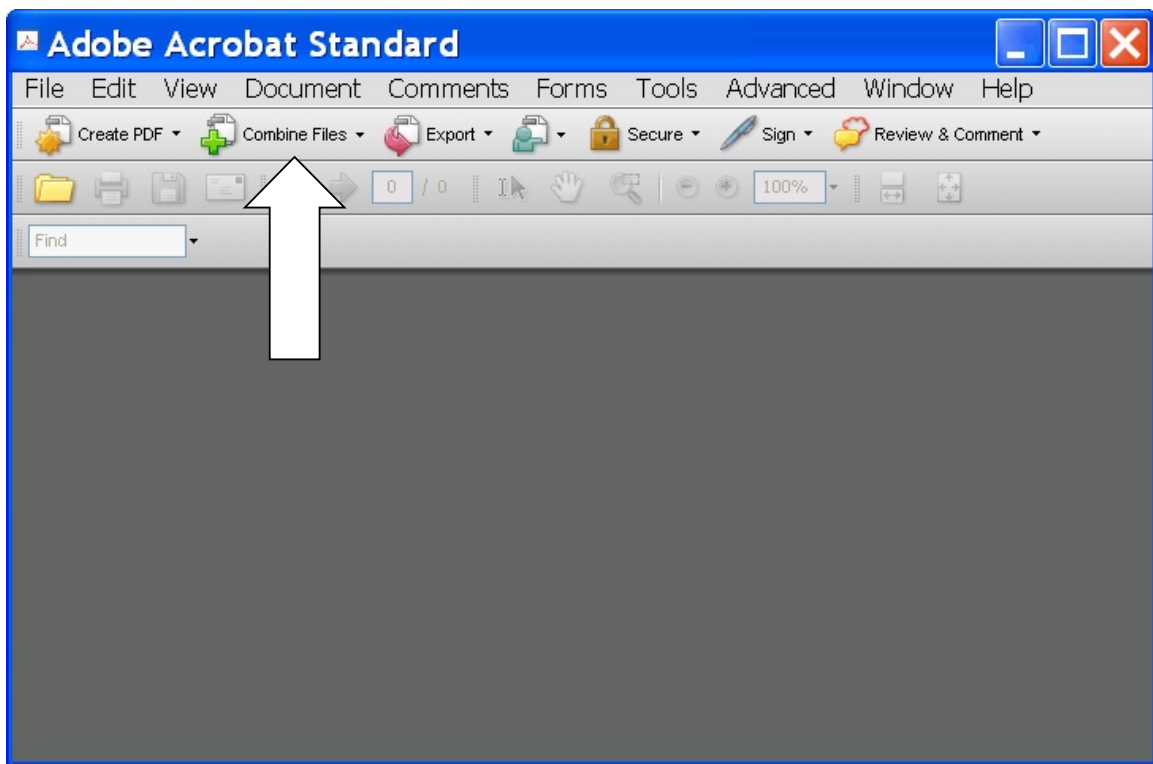 Adobe Acrobat Standard
File Edit View Document Comments Forms Tools Advanced Window Help
Create PDF Combine Files Export Secure Sign Review & Comment
0 / 0 100%
Find